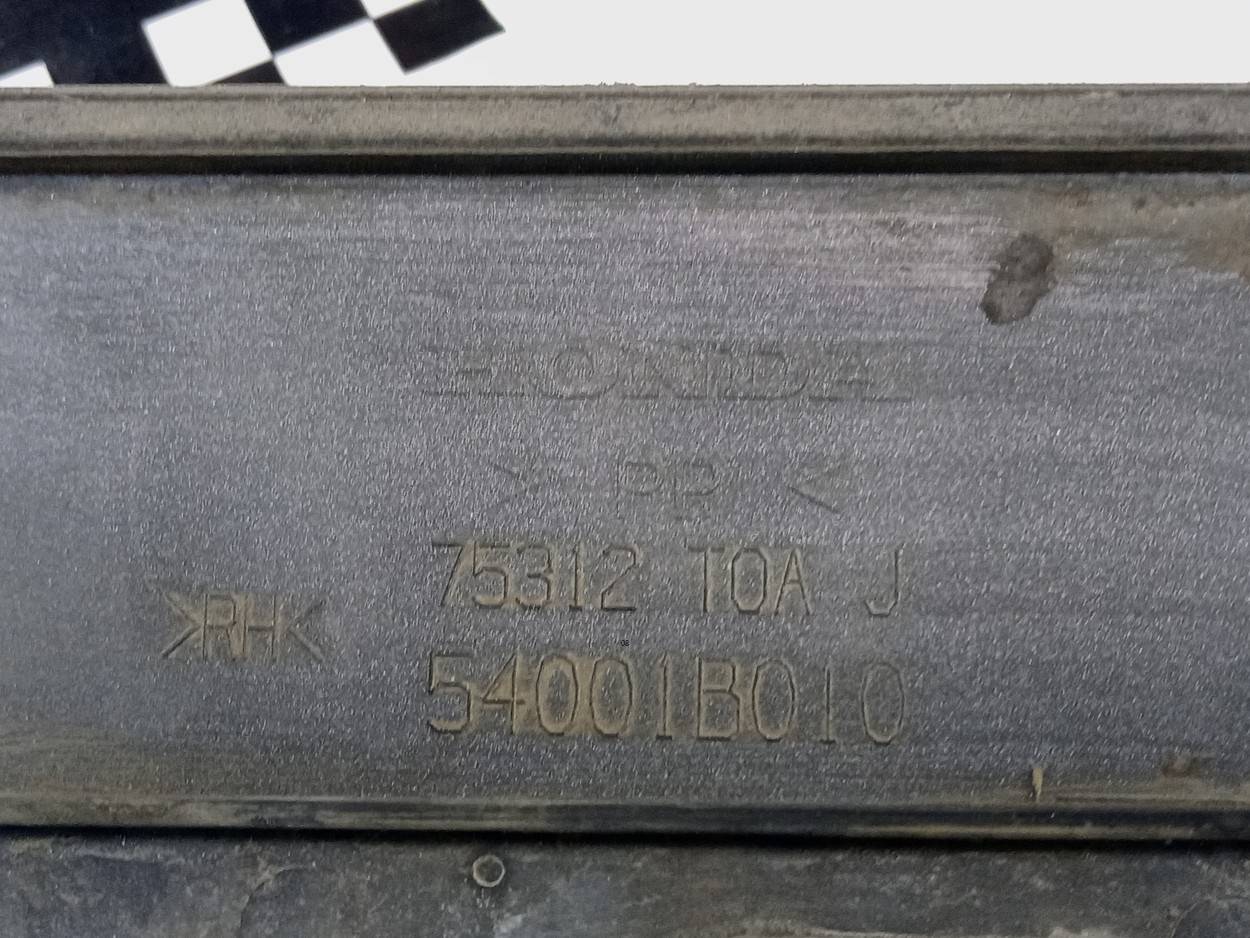 HONDA
>PP<
75312 T0A J
>RH<
54001B010